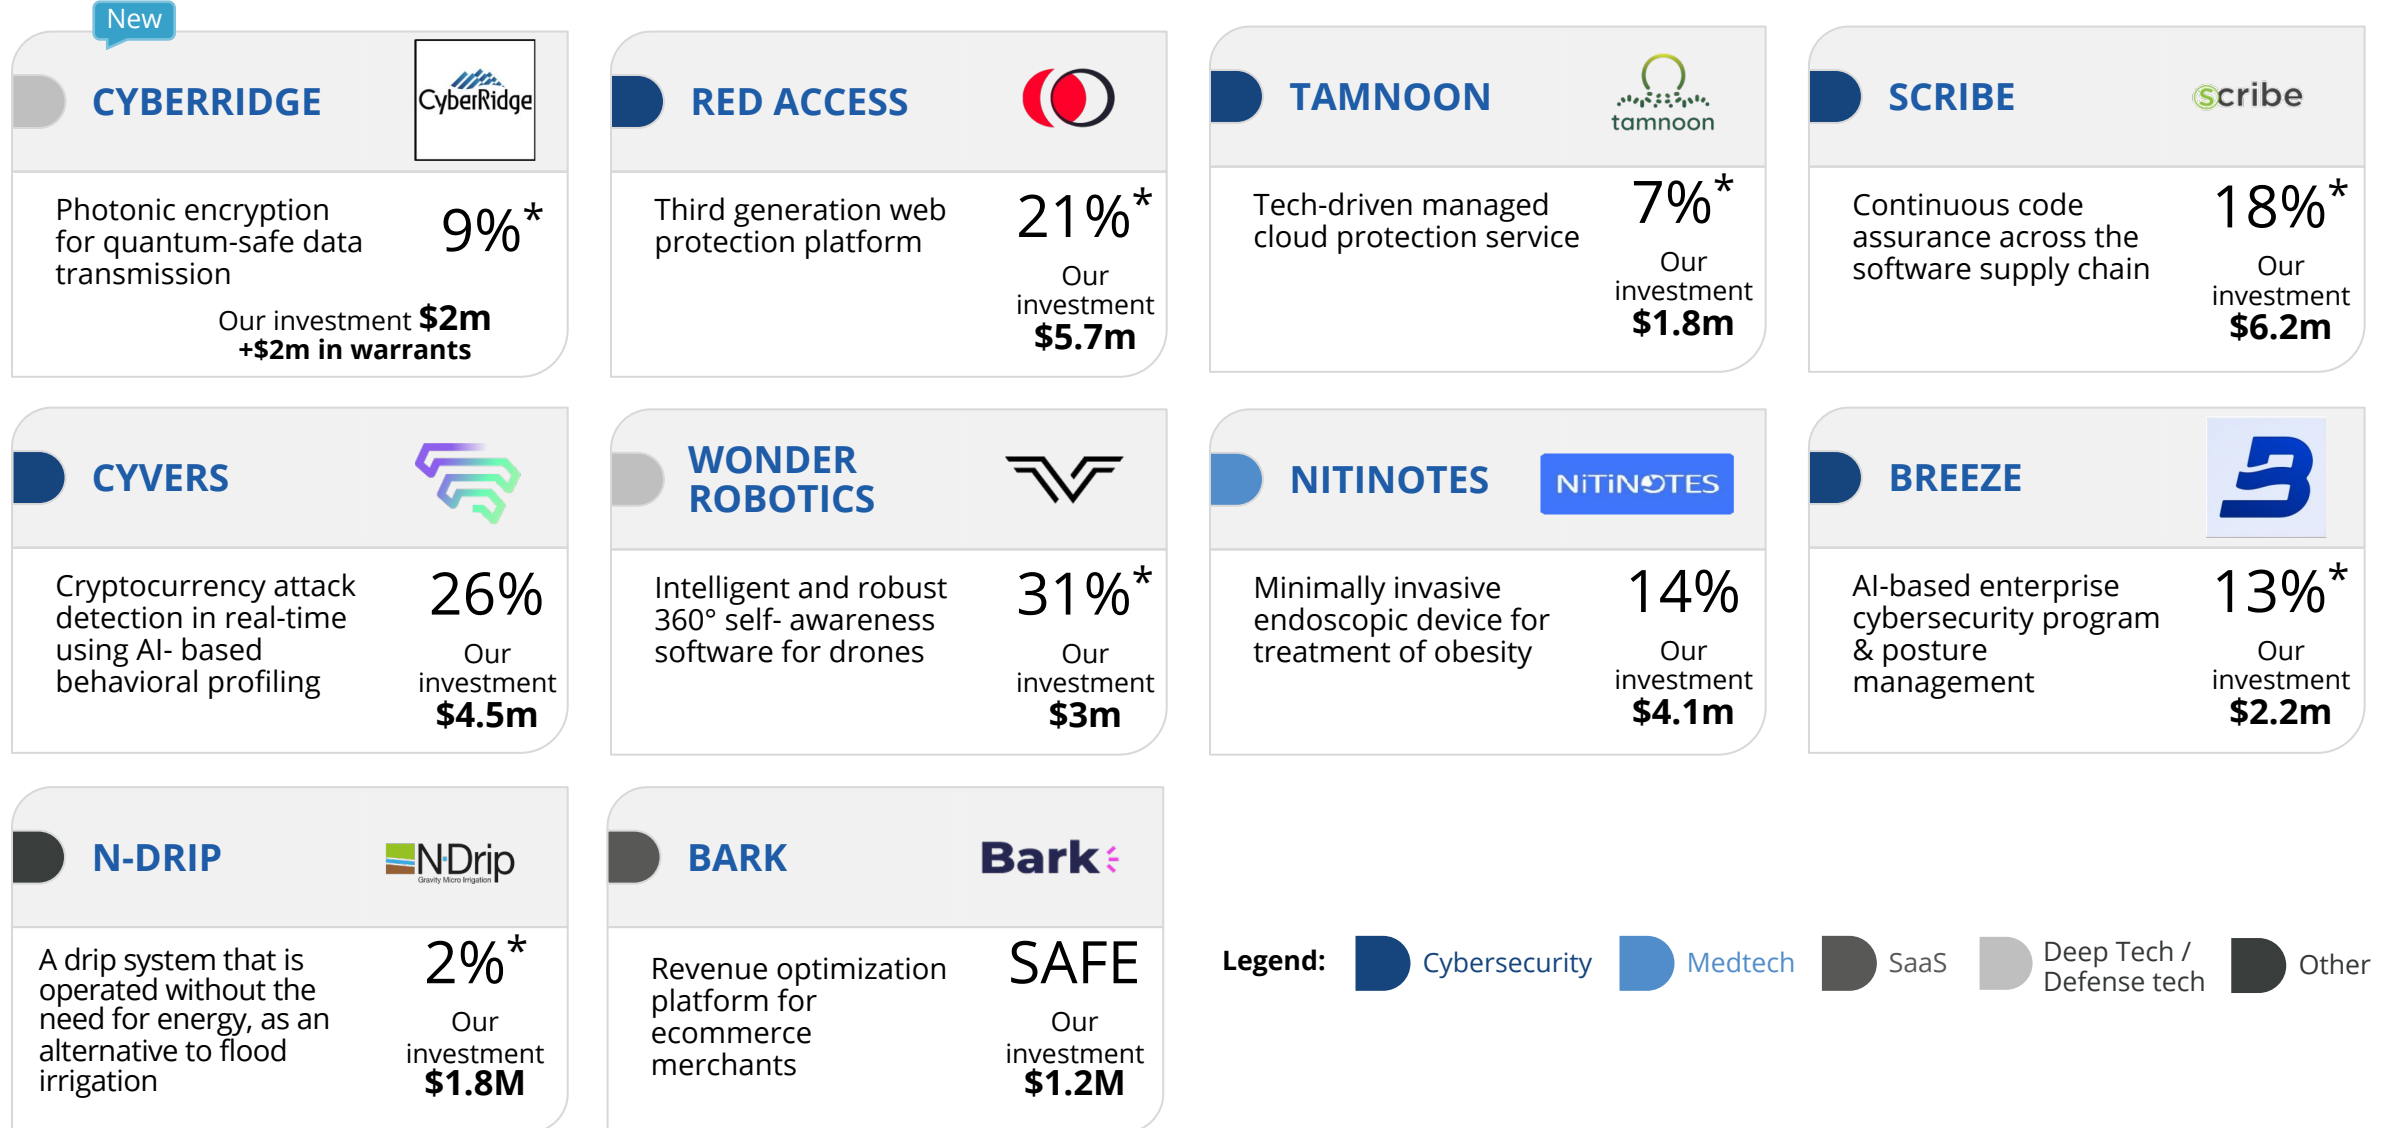 New
CYBERRIDGE
CyberRidge
Photonic encryption
for quantum-safe data
transmission
9%*
Our investment $2m
+$2m in warrants
RED ACCESS
Third generation web
protection platform
21%*
Our
investment
$5.7m
TAMNOON
tamnoon
Tech-driven managed
cloud protection service
7%*
Our
investment
$1.8m
SCRIBE
scribe
Continuous code
assurance across the
software supply chain
18%*
Our
investment
$6.2m
CYVERS
Cryptocurrency attack
detection in real-time
using AI- based
behavioral profiling
26%
Our
investment
$4.5m
WONDER
ROBOTICS
Intelligent and robust
360° self- awareness
software for drones
31%*
Our
investment
$3m
NITINOTES
NiTiNOTES
Minimally invasive
endoscopic device for
treatment of obesity
14%
Our
investment
$4.1m
BREEZE
AI-based enterprise
cybersecurity program
& posture
management
13%*
Our
investment
$2.2m
N-DRIP
N·Drip
Gravity Micro Irrigation
A drip system that is
operated without the
need for energy, as an
alternative to flood
irrigation
2%*
Our
investment
$1.8M
BARK
Bark
Revenue optimization
platform for
ecommerce
merchants
SAFE
Our
investment
$1.2M
Legend:
Cybersecurity
Medtech
SaaS
Deep Tech /
Defense tech
Other